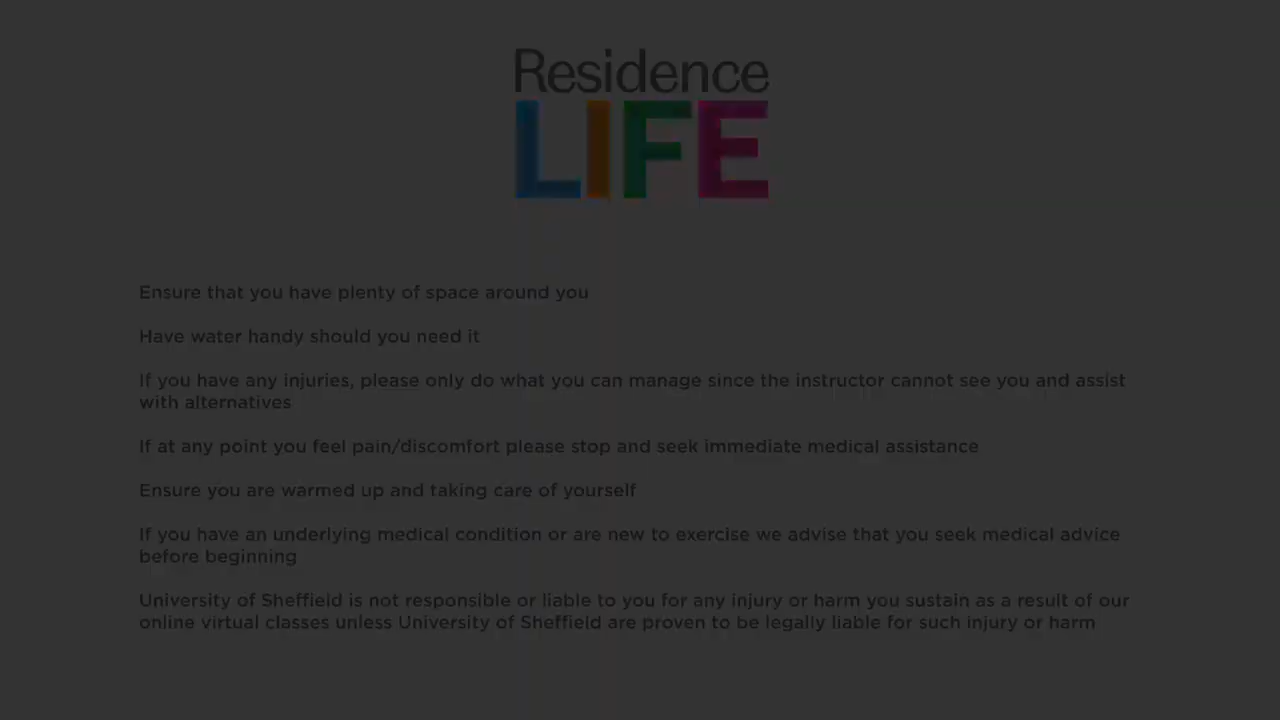 Residence
LIFE
Ensure that you have plenty of space around you
Have water handy should you need it
If you have any injuries, please only do what you can manage since the instructor cannot see you and assist
with alternatives
If at any point you feel pain/discomfort please stop and seek immediate medical assistance
Ensure you are warmed up and taking care of yourself
If you have an underlying medical condition or are new to exercise we advise that you seek medical advice
before beginning
University of Sheffield is not responsible or liable to you for any injury or harm you sustain as a result of our
online virtual classes unless University of Sheffield are proven to be legally liable for such injury or harm